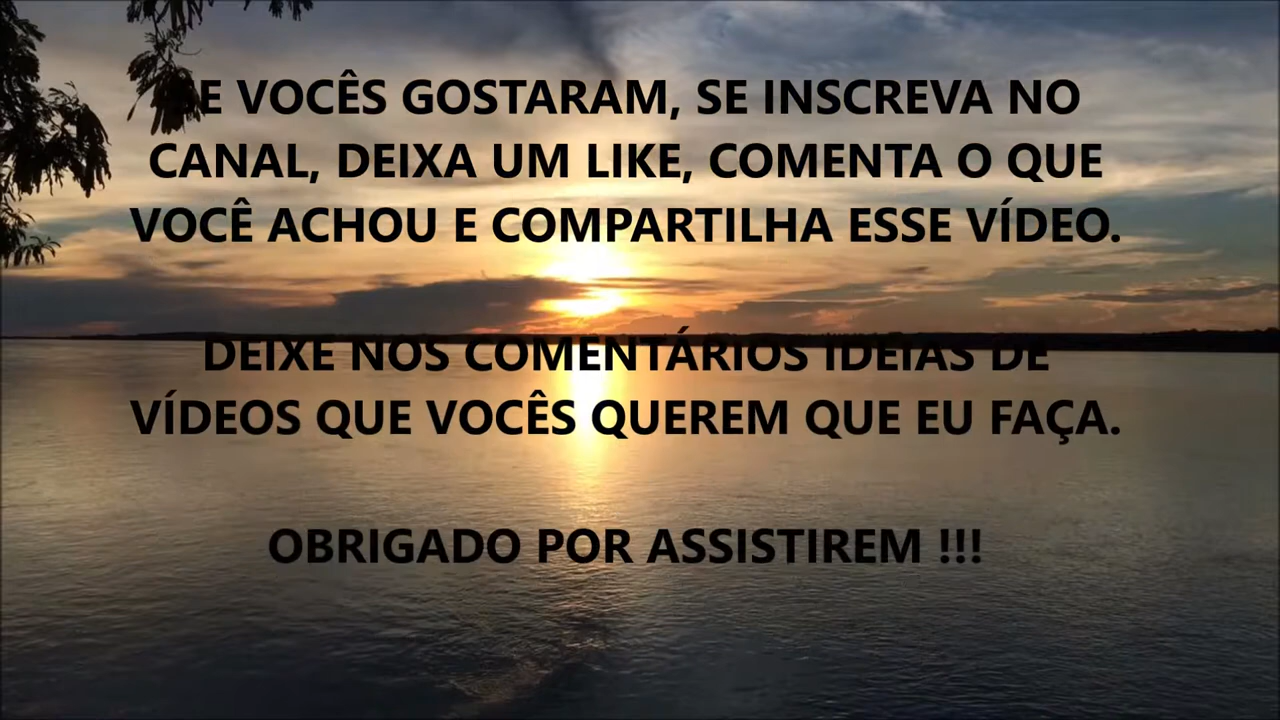 SE VOCÊS GOSTARAM, SE INSCREVA NO
CANAL, DEIXA UM LIKE, COMENTA O QUE
VOCÊ ACHOU E COMPARTILHA ESSE VÍDEO.
DEIXE NOS COMENTÁRIOS IDEIAS DE
VÍDEOS QUE VOCÊS QUEREM QUE EU FAÇA.
OBRIGADO POR ASSISTIREM !!!